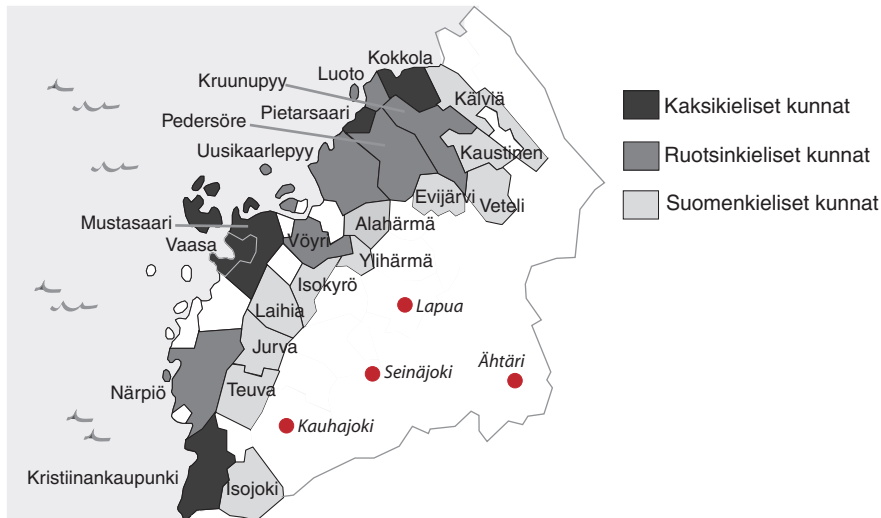 Kokkola
Luoto
Kruunupyy
Kälviä
Pietarsaari
Pedersöre
Kaustinen
Uusikaarlepyy
Evijärvi
Veteli
Mustasaari
Alahärmä
Vaasa
Vöyri
Ylihärmä
Isokyrö
Laihia
Lapua
Jurva
Ähtäri
Seinäjoki
Närpiö
Teuva
Kauhajoki
Kristiinankaupunki
Isojoki
Kaksikieliset kunnat
Ruotsinkieliset kunnat
Suomenkieliset kunnat